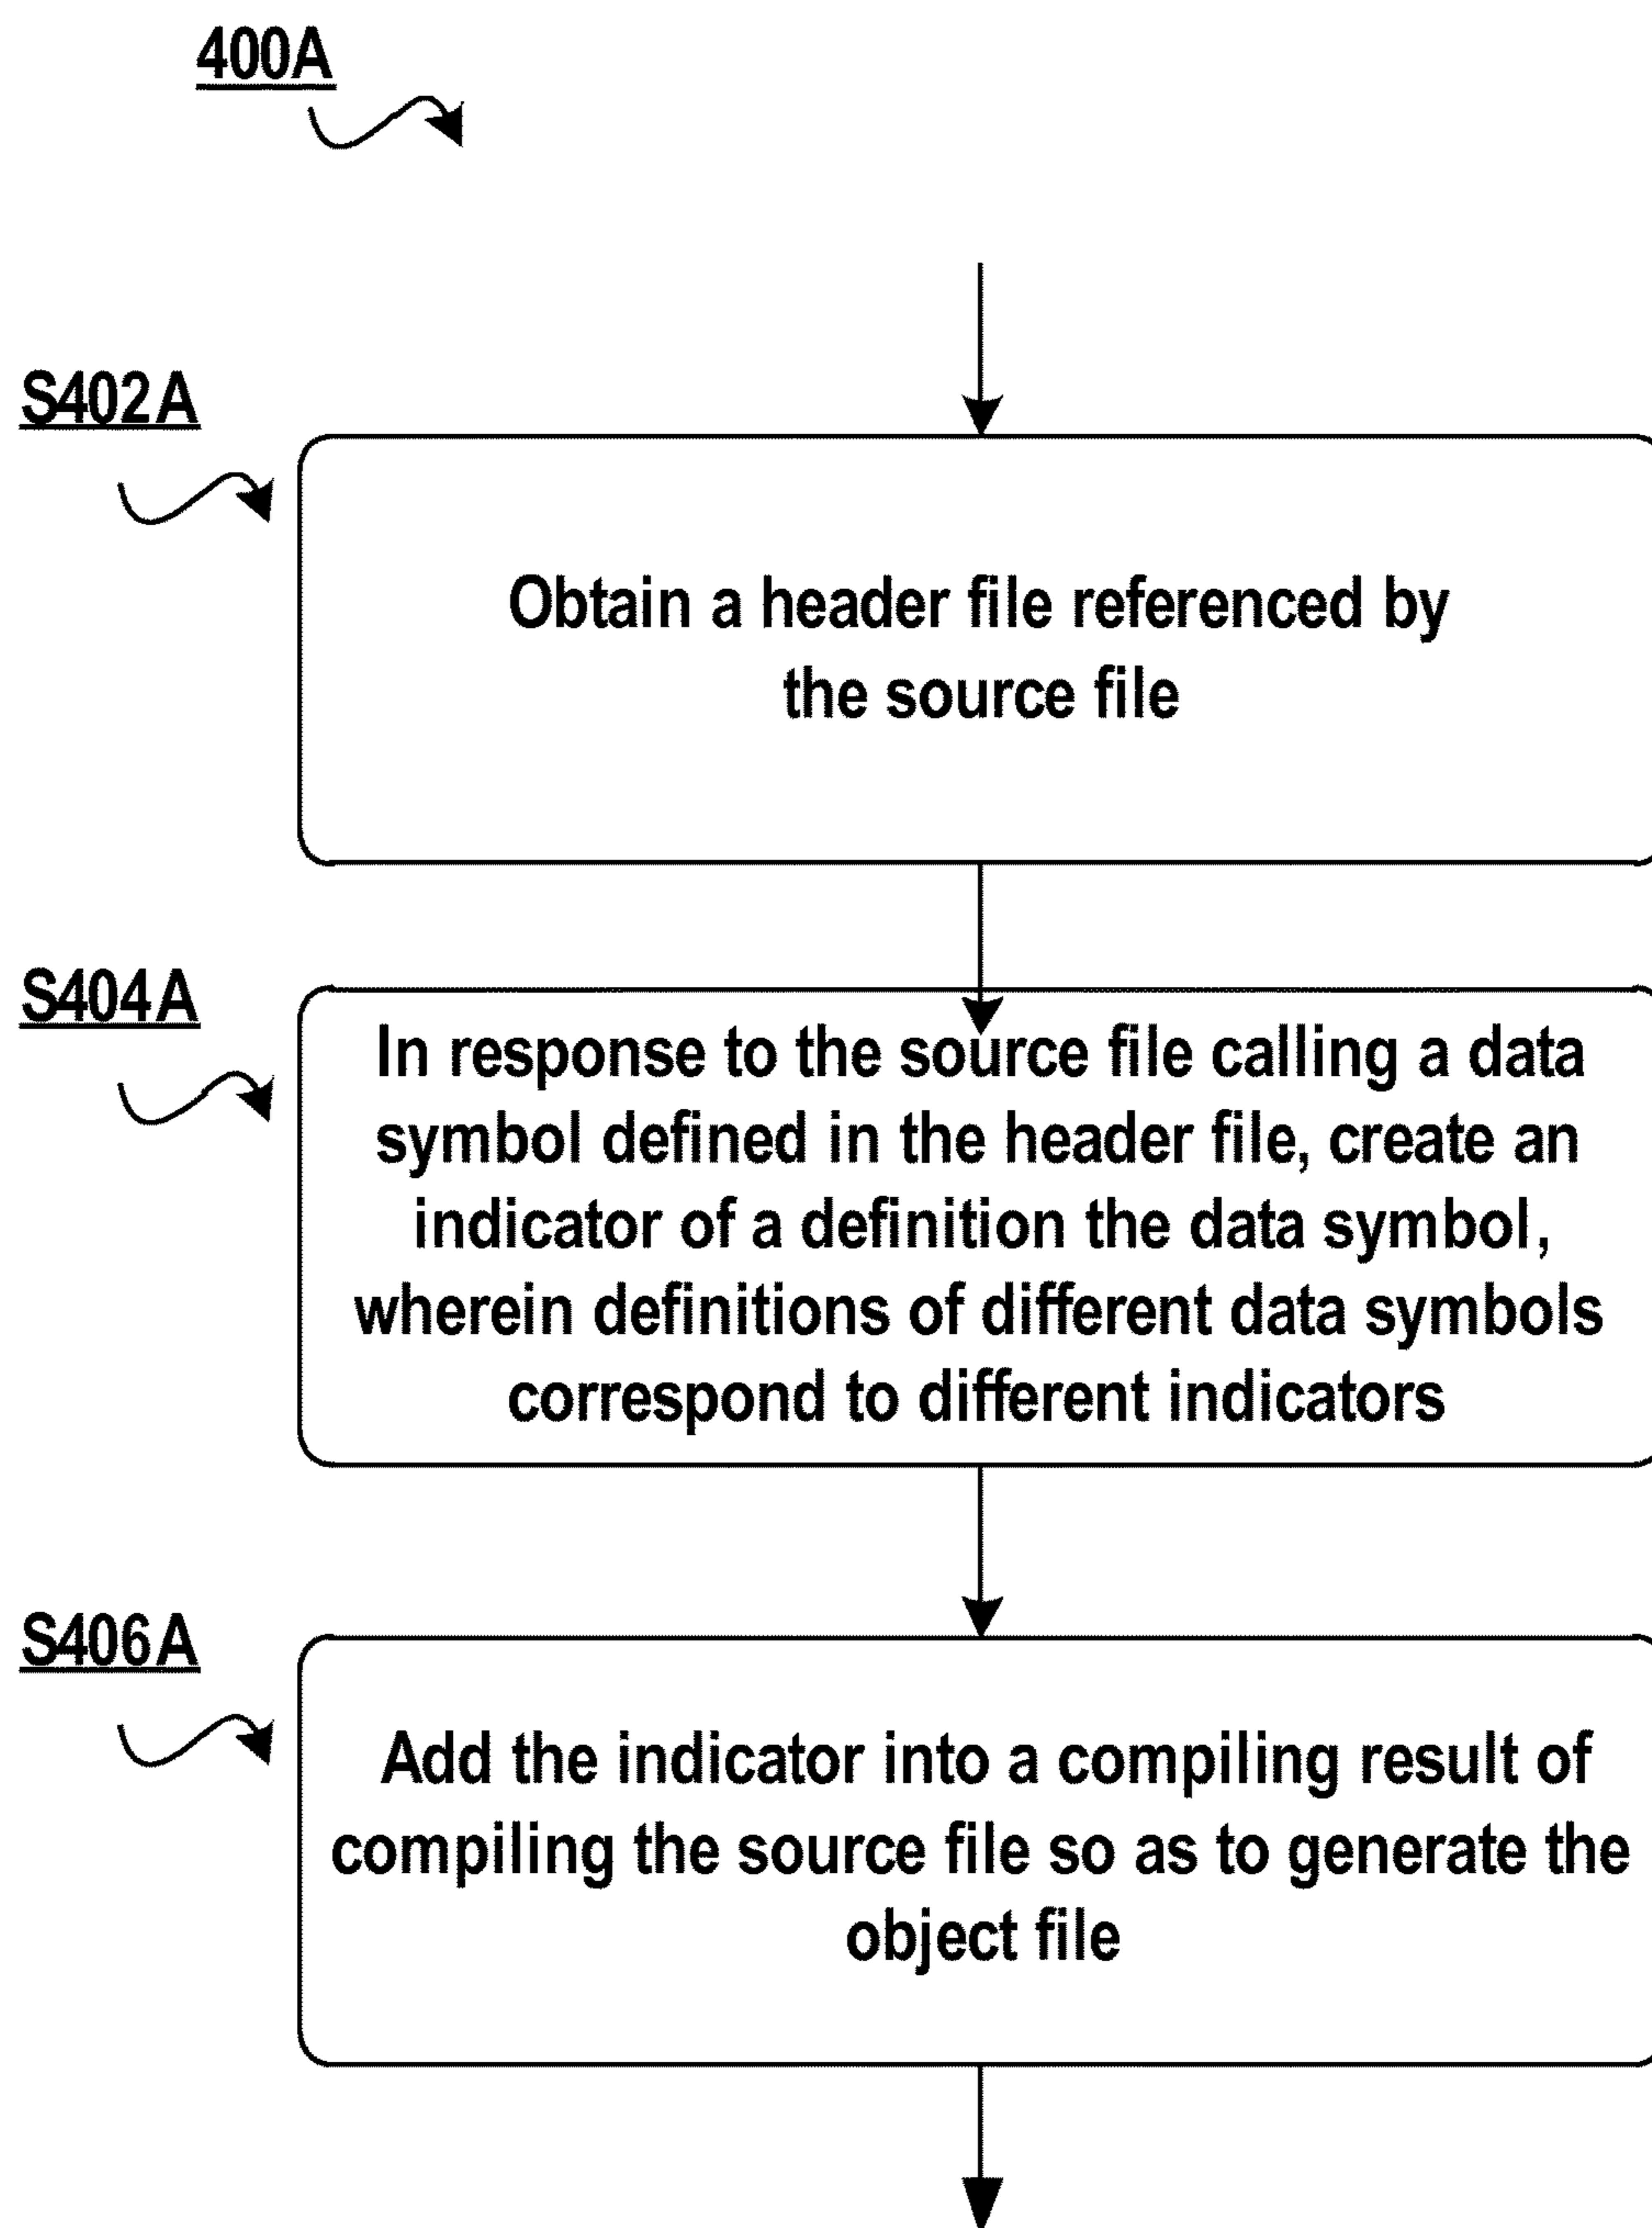 400A
S402A
Obtain a header file referenced by
the source file
S404A
In response to the source file calling a data
symbol defined in the header file, create an
indicator of a definition the data symbol,
wherein definitions of different data symbols
correspond to different indicators
S406A
Add the indicator into a compiling result of
compiling the source file so as to generate the
object file